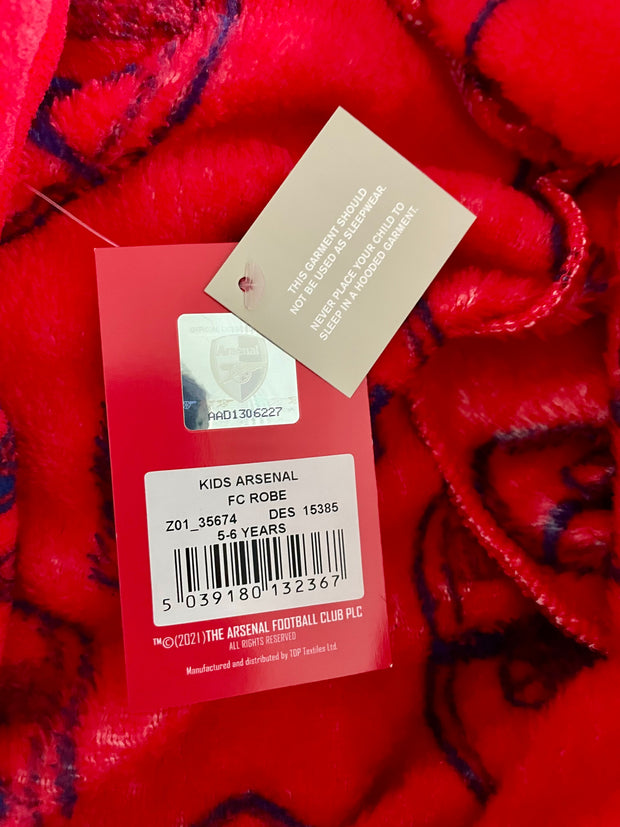 THIS GARMENT SHOULD
NOT BE USED AS SLEEPWEAR.
NEVER PLACE YOUR CHILD TO
SLEEP IN A HOODED GARMENT.
Arsenal
AAD1306227
KIDS ARSENAL
FC ROBE
Z01_35674 DES 15385
5-6 YEARS
5 039180 132367
™©(2021)THE ARSENAL FOOTBALL CLUB PLC
ALL RIGHTS RESERVED
Manufactured and distributed by TDP Textiles Ltd.